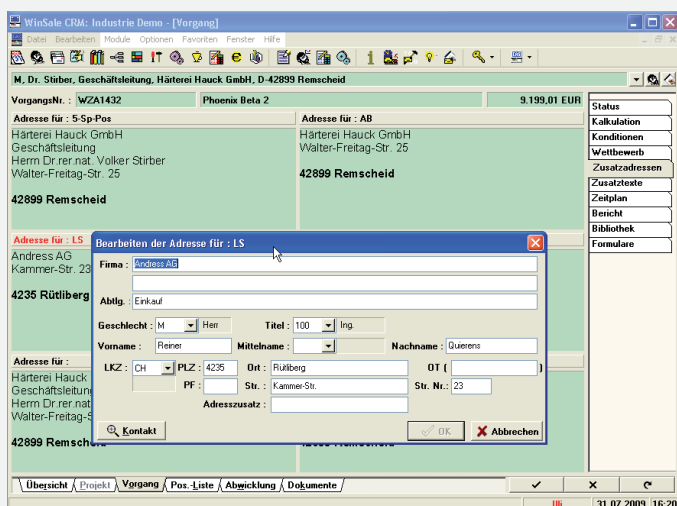 WinSale CRM: Industrie Demo - [Vorgang]
Datei Bearbeiten Module Optionen Favoriten Fenster Hilfe
M, Dr. Stirber, Geschäftsleitung, Härterei Hauck GmbH, D-42899 Remscheid
VorgangsNr. : WZA1432 Phoenix Beta 2 9.199,01 EUR
Adresse für : 5-Sp-Pos Adresse für : AB
Härterei Hauck GmbH Härterei Hauck GmbH
Geschäftsleitung Walter-Freitag-Str. 25
Herrn Dr.rer.nat. Volker Stirber
Walter-Freitag-Str. 25 42899 Remscheid
42899 Remscheid
Status
Kalkulation
Konditionen
Wettbewerb
Zusatzadressen
Zusatztexte
Zeitplan
Bericht
Bibliothek
Formulare
Adresse für : LS
Andress AG
Kammer-Str. 23
4235 Rütliberg
Bearbeiten der Adresse für : LS
Firma : Andress AG
Abtlg. : Einkauf
Geschlecht : M Herr Titel : 100 Ing.
Vorname : Reiner Mittelname : Nachname : Quierens
LKZ : CH PLZ : 4235 Ort : Rütliberg OT ( )
PF : Str. : Kammer-Str. Str. Nr.: 23
Adresszusatz :
Kontakt OK Abbrechen
Adresse für :
Härterei Hauck
Geschäftsleitung
Herrn Dr.rer.nat
Walter-Freitag-S
42899 Remscheid
Übersicht Projekt Vorgang Pos.-Liste Abwicklung Dokumente
Uli 31.07.2009 16:20